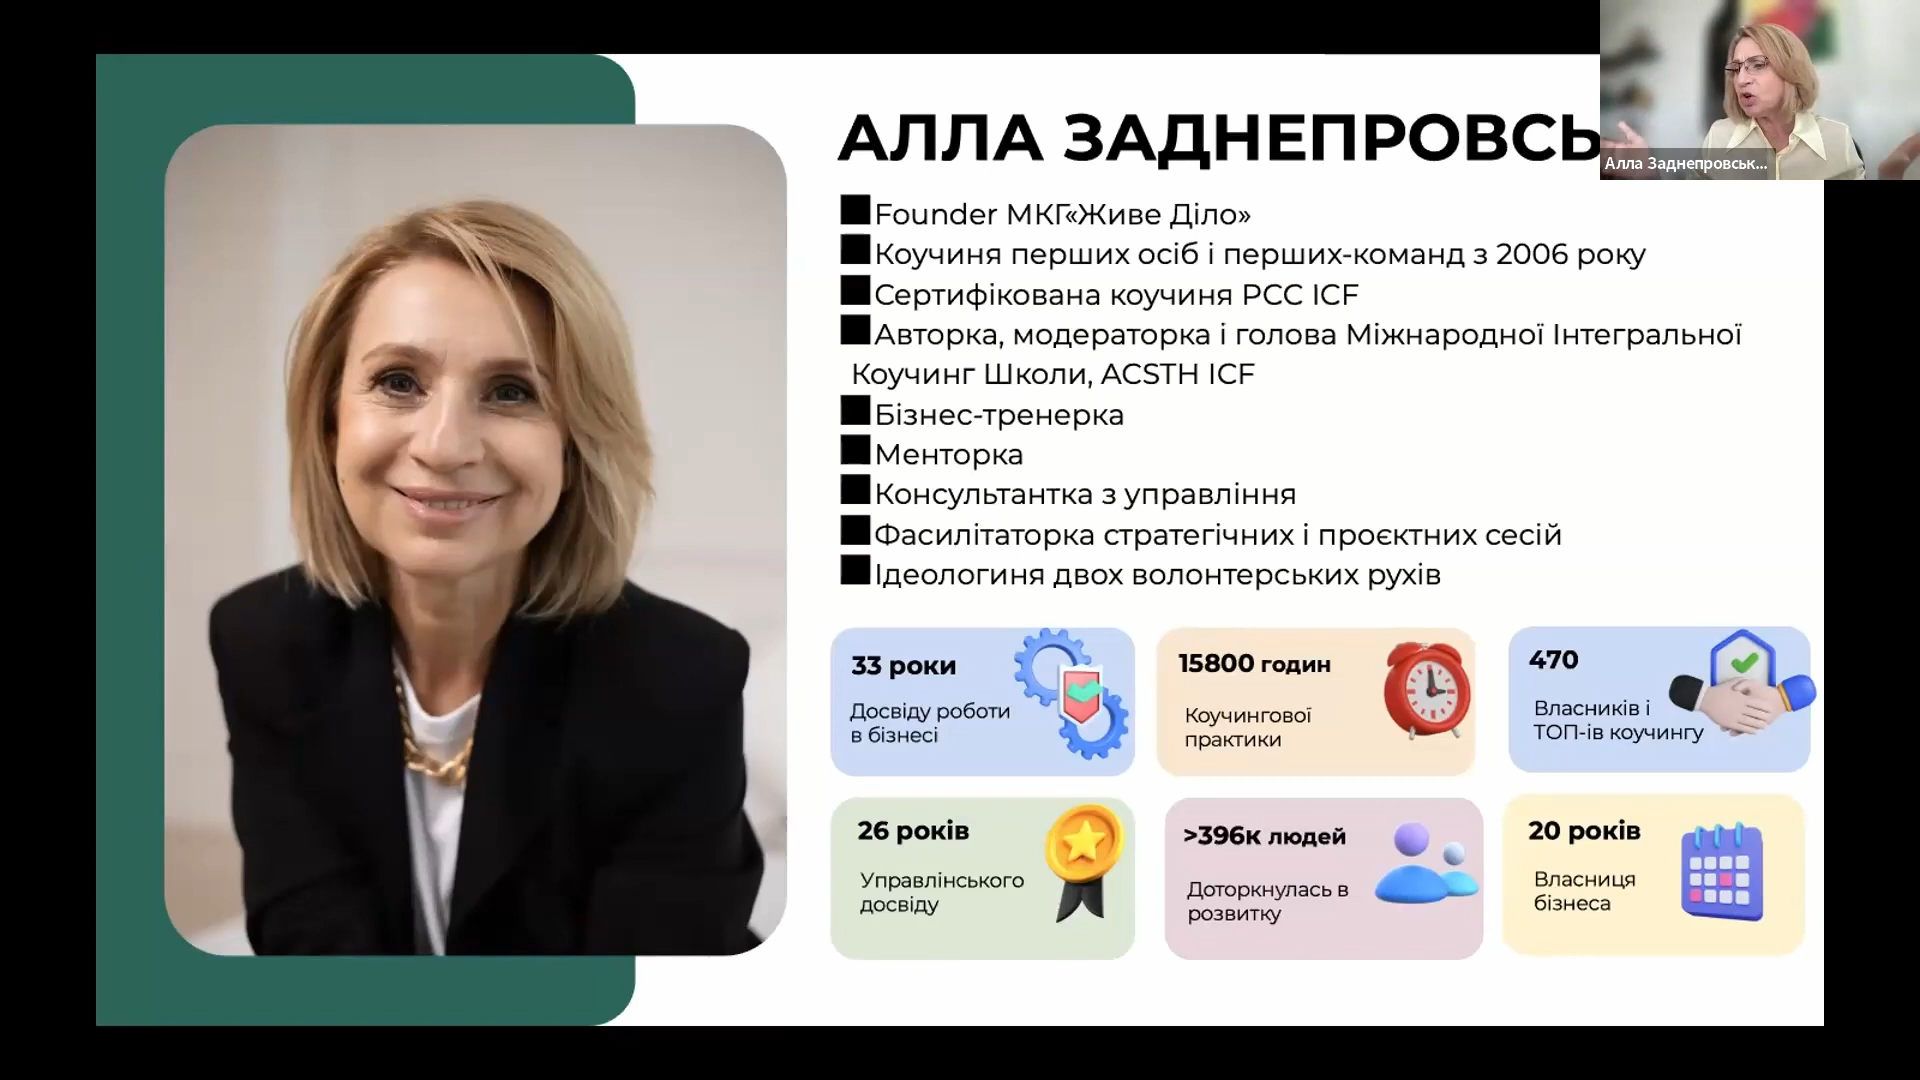 АЛЛА ЗАДНЕПРОВСЬ
Алла Заднепровськ...
Founder МКГ«Живе Діло»
Коучиня перших осіб і перших-команд з 2006 року
Сертифікована коучиня PCC ICF
Авторка, модераторка і голова Міжнародної Інтегральної
Коучинг Школи, ACSTH ICF
Бізнес-тренерка
Менторка
Консультантка з управління
Фасилітаторка стратегічних і проєктних сесій
Ідеологиня двох волонтерських рухів
33 роки
Досвіду роботи
в бізнесі
15800 годин
Коучингової
практики
470
Власників і
ТОП-ів коучингу
26 років
Управлінського
досвіду
>396к людей
Доторкнулась в
розвитку
20 років
Власниця
бізнеса